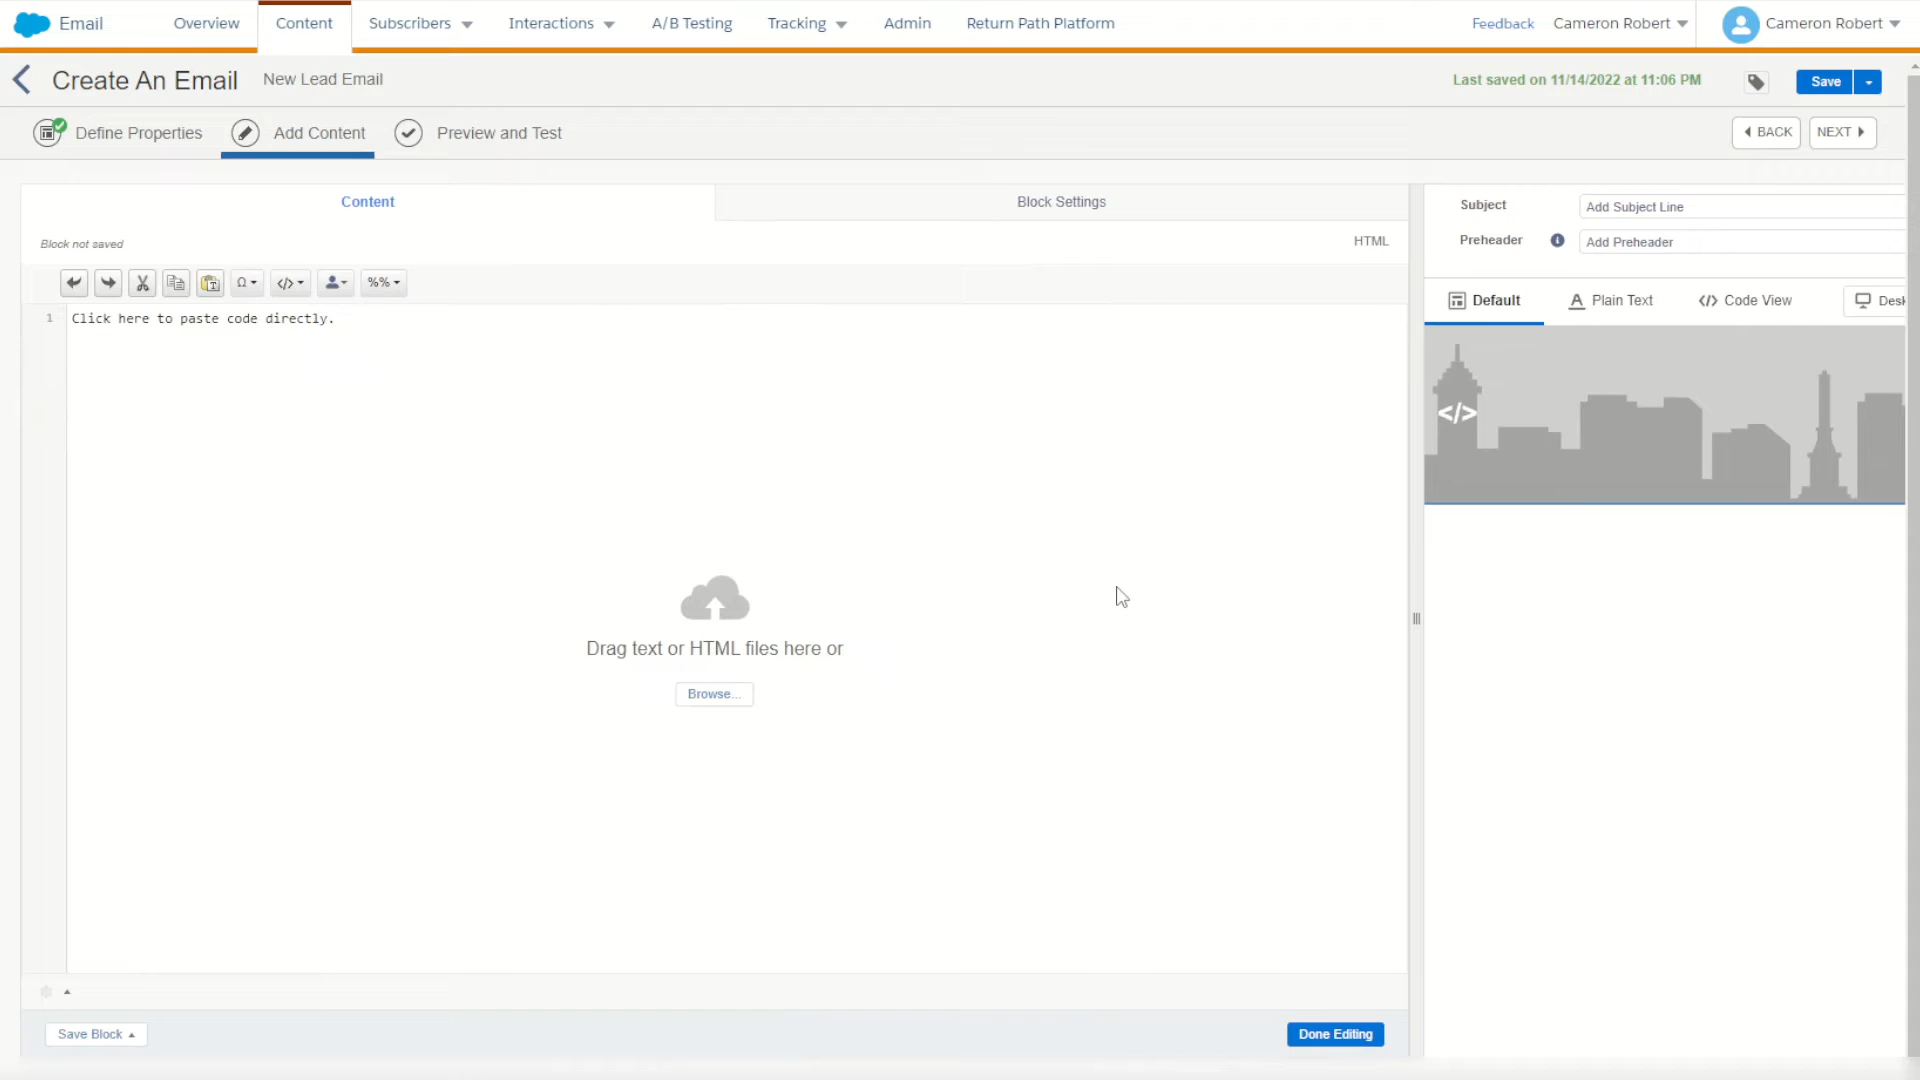 Email
Overview
Content
Subscribers
Interactions
A/B Testing
Tracking
Admin
Return Path Platform
Feedback
Cameron Robert
Cameron Robert
Create An Email
New Lead Email
Last saved on 11/14/2022 at 11:06 PM
Save
Define Properties
Add Content
Preview and Test
BACK
NEXT
Content
Block Settings
Block not saved
HTML
Ω
</>
%%
1
Click here to paste code directly.
Drag text or HTML files here or
Browse...
Save Block
Done Editing
Subject
Add Subject Line
Preheader
Add Preheader
Default
A Plain Text
</> Code View
Desk
</>